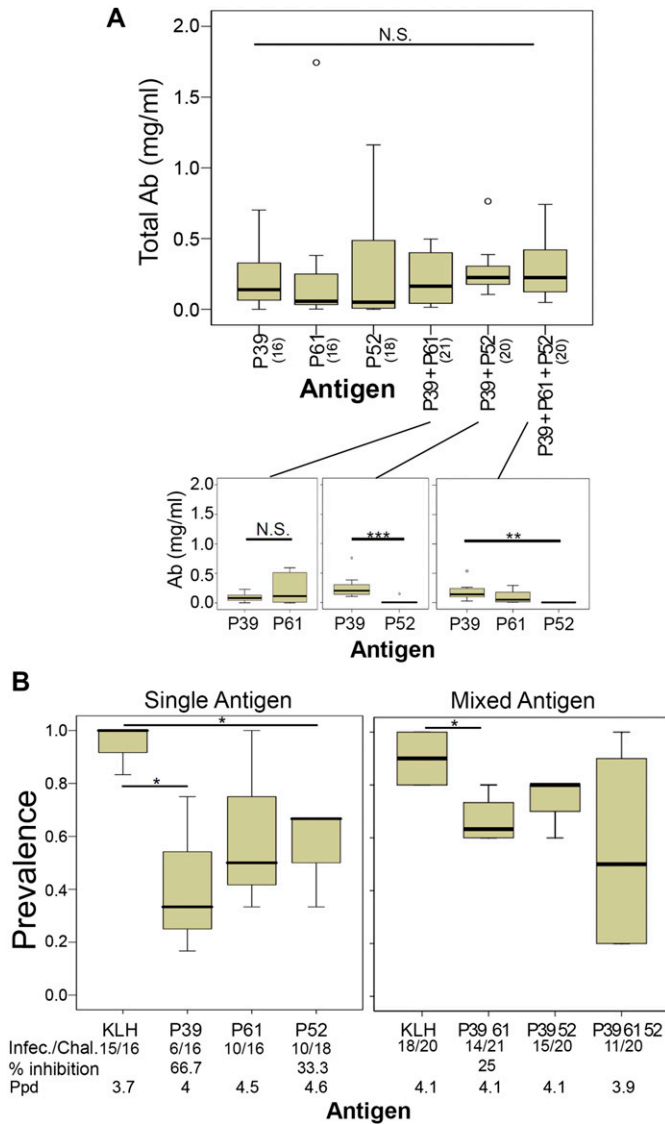 A
N.S.
2.0
1.5
1.0
0.5
0.0
Total Ab (mg/ml)
P39 (16)
P61 (16)
P52 (18)
P39+P61 (21)
P39+P52 (20)
P39+P61+P52 (20)
Antigen
2.0
1.5
1.0
0.5
0.0
Ab (mg/ml)
N.S. *** **
P39 P61 P39 P52 P39 P61 P52
Antigen
B
Single Antigen Mixed Antigen
* *
*
1.0
0.8
0.6
0.4
0.2
0.0
Prevalence
KLH P39 P61 P52 KLH P39 61 P39 52 P39 61 52
Infec./Chal. 15/16 6/16 10/16 10/18 18/20 14/21 15/20 11/20
% inhibition 66.7 33.3 25
Ppd 3.7 4 4.5 4.6 4.1 4.1 4.1 3.9
Antigen